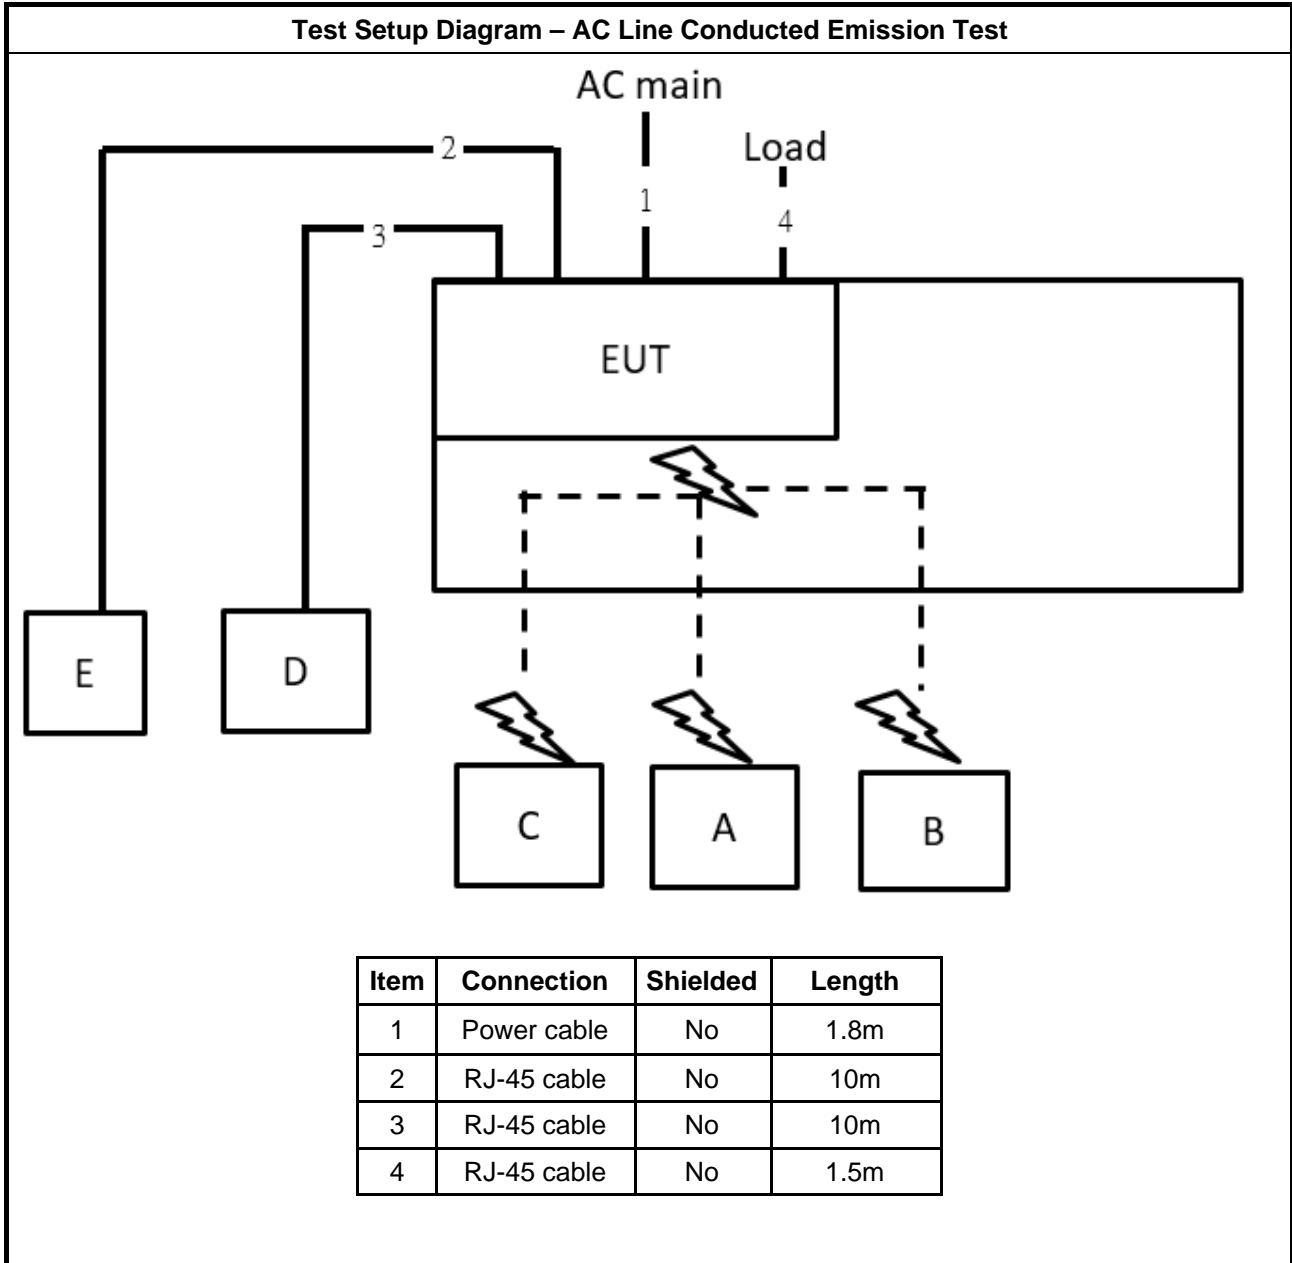 Test Setup Diagram – AC Line Conducted Emission Test
AC main
Load
2
1
3
4
EUT
E
D
C
A
B
Item Connection Shielded Length
1 Power cable No 1.8m
2 RJ-45 cable No 10m
3 RJ-45 cable No 10m
4 RJ-45 cable No 1.5m